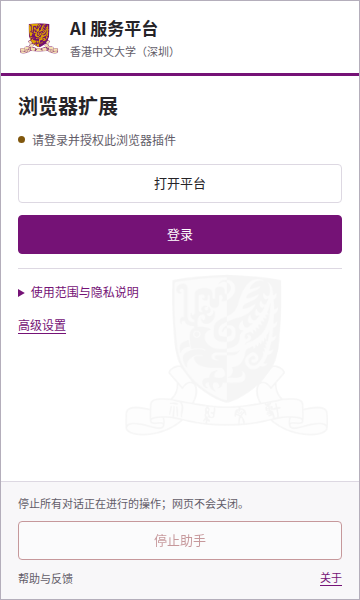 AI 服务平台
香港中文大学（深圳）
浏览器扩展
请登录并授权此浏览器插件
打开平台
登录
使用范围与隐私说明
高级设置
停止所有对话正在进行的操作；网页不会关闭。
停止助手
帮助与反馈
关于